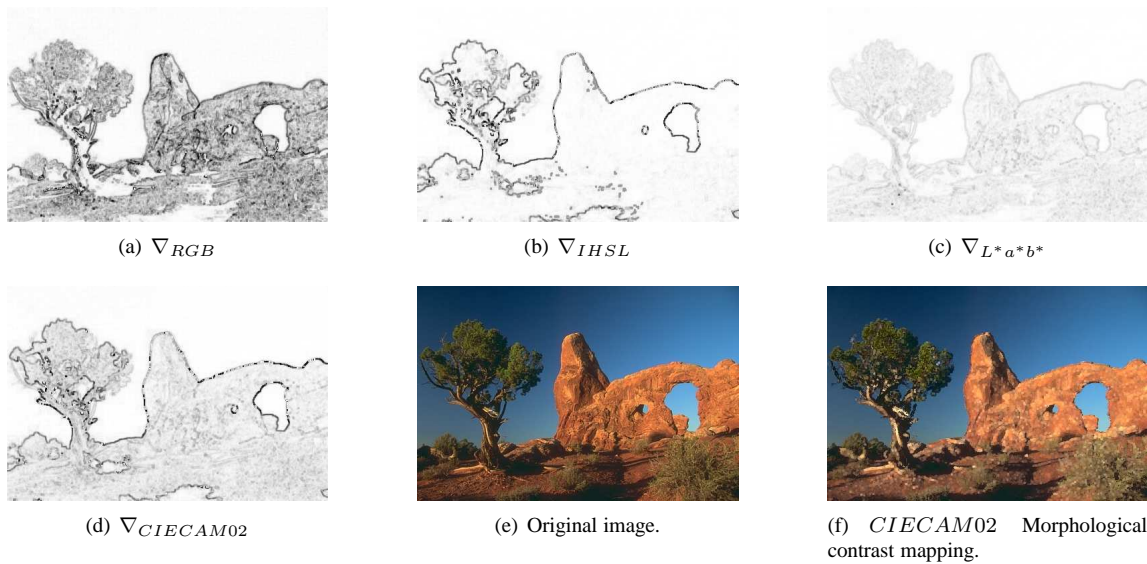 (a) ∇RGB
(b) ∇IHSL
(c) ∇L*a*b*
(d) ∇CIECAM02
(e) Original image.
(f) CIECAM02 Morphological
contrast mapping.